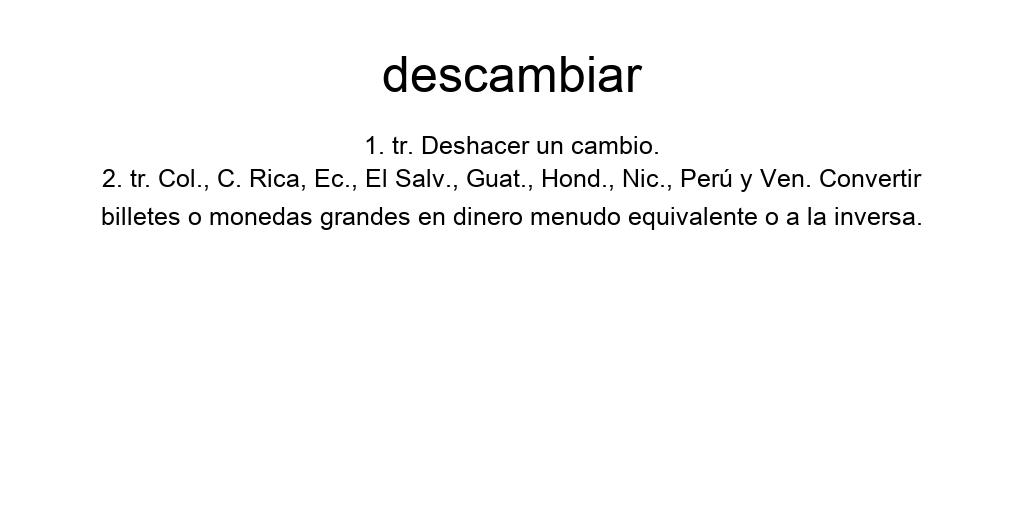 descambiar
1. tr. Deshacer un cambio.
2. tr. Col., C. Rica, Ec., El Salv., Guat., Hond., Nic., Perú y Ven. Convertir
billetes o monedas grandes en dinero menudo equivalente o a la inversa.